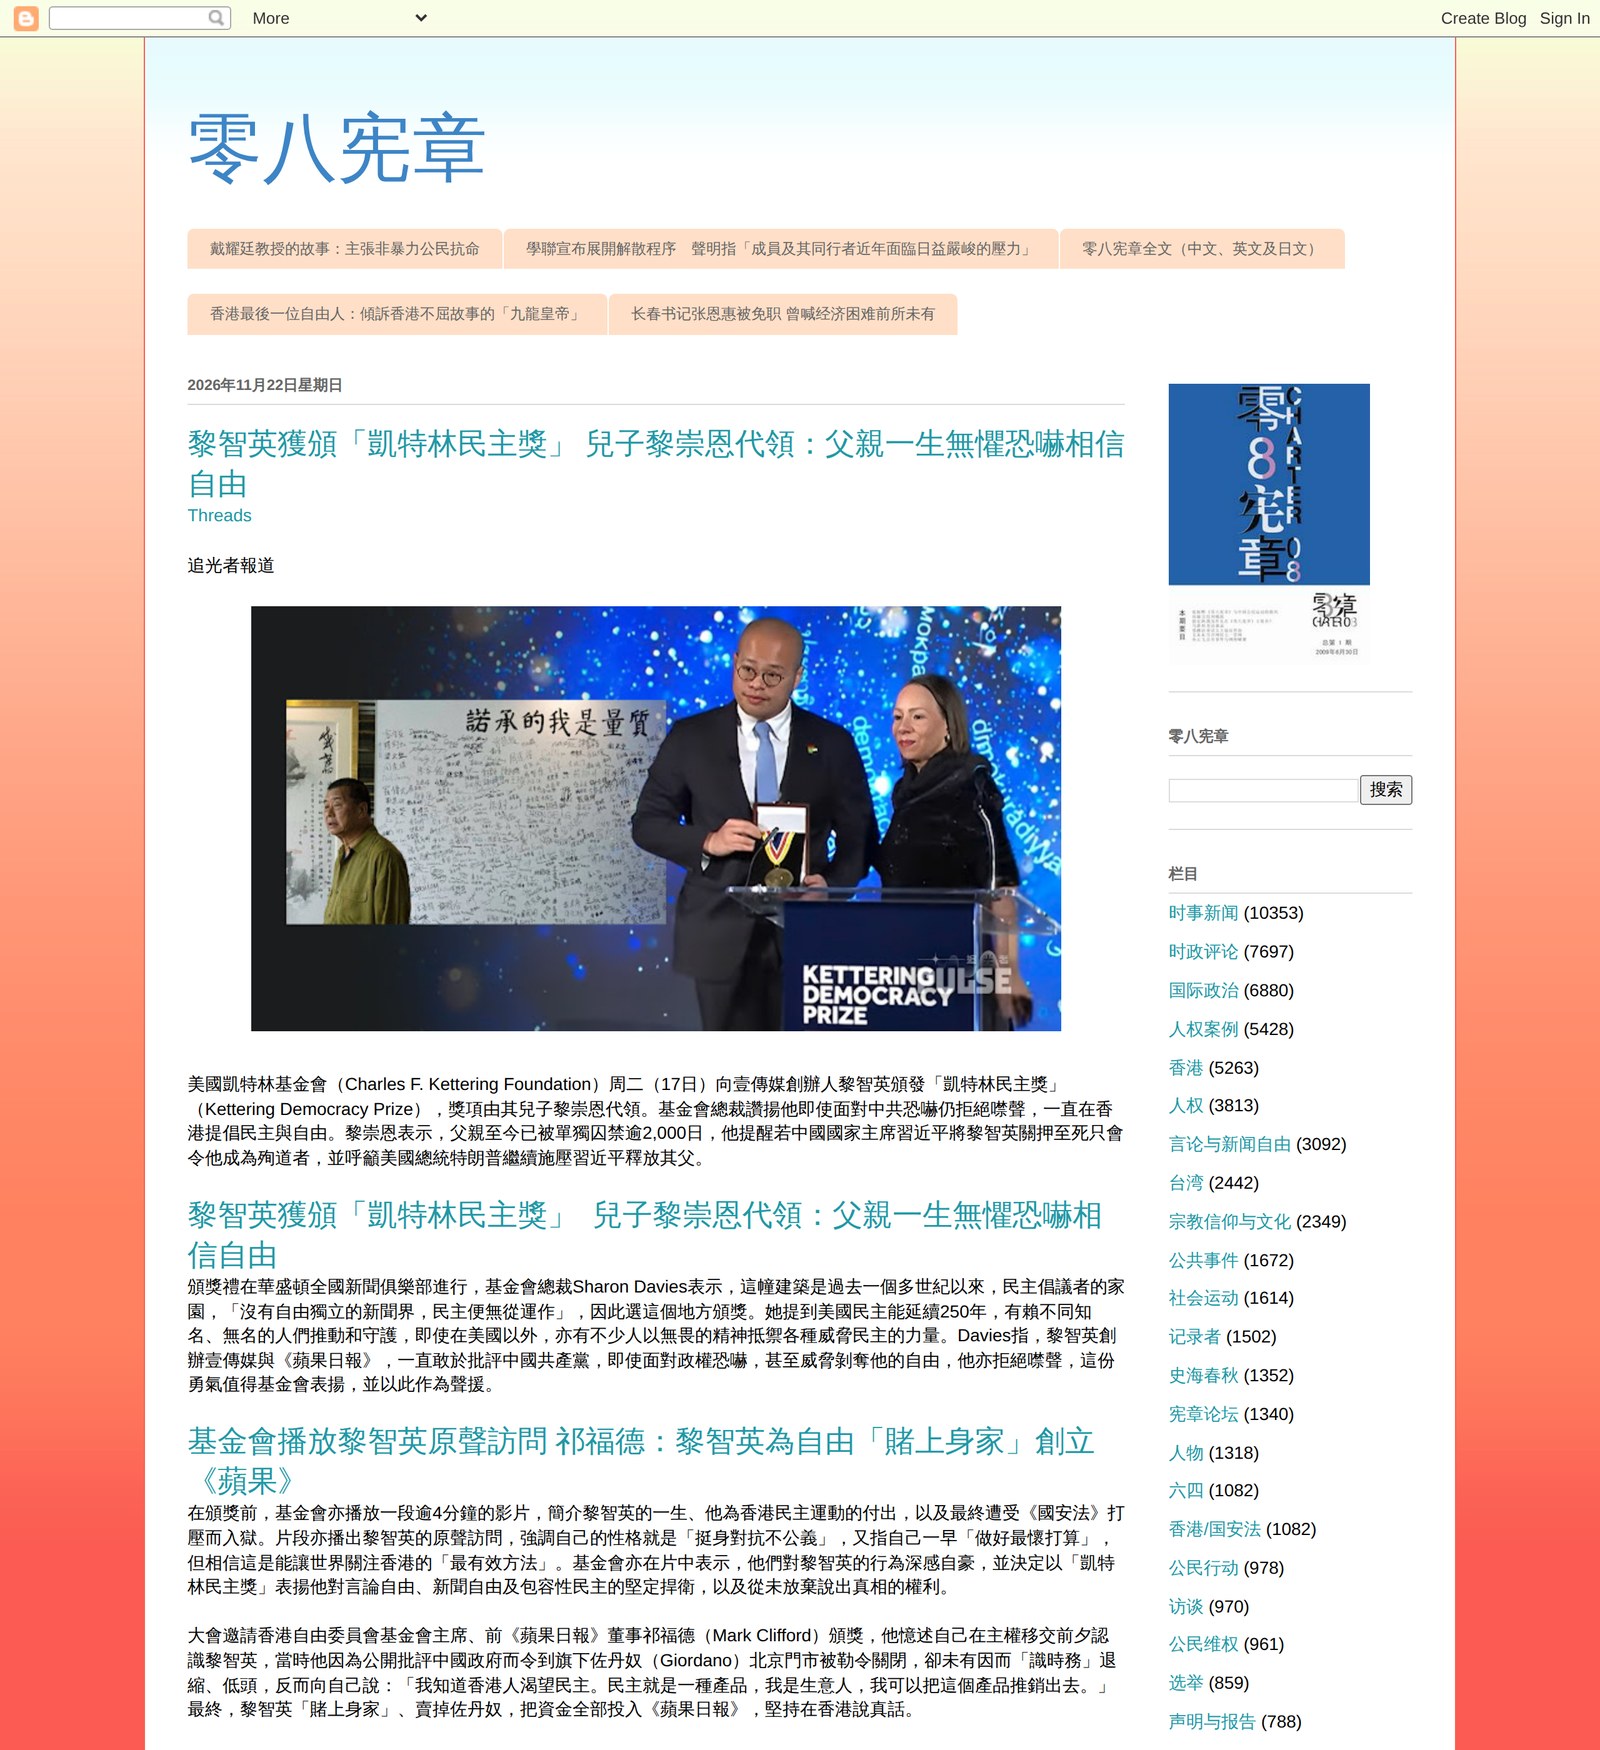 More
Create Blog Sign In
零八宪章
戴耀廷教授的故事：主張非暴力公民抗命
學聯宣布展開解散程序　聲明指「成員及其同行者近年面臨日益嚴峻的壓力」
零八宪章全文（中文、英文及日文）
香港最後一位自由人：傾訴香港不屈故事的「九龍皇帝」
长春书记张恩惠被免职 曾喊经济困难前所未有
2026年11月22日星期日
黎智英獲頒「凱特林民主獎」 兒子黎崇恩代領：父親一生無懼恐嚇相信
自由
Threads
追光者報道
諾承的我是量質
KETTERING
DEMOCRACY
PRIZE
PULSE
美國凱特林基金會（Charles F. Kettering Foundation）周二（17日）向壹傳媒創辦人黎智英頒發「凱特林民主獎」
（Kettering Democracy Prize），獎項由其兒子黎崇恩代領。基金會總裁讚揚他即使面對中共恐嚇仍拒絕噤聲，一直在香
港提倡民主與自由。黎崇恩表示，父親至今已被單獨囚禁逾2,000日，他提醒若中國國家主席習近平將黎智英關押至死只會
令他成為殉道者，並呼籲美國總統特朗普繼續施壓習近平釋放其父。
黎智英獲頒「凱特林民主獎」 兒子黎崇恩代領：父親一生無懼恐嚇相
信自由
頒獎禮在華盛頓全國新聞俱樂部進行，基金會總裁Sharon Davies表示，這幢建築是過去一個多世紀以來，民主倡議者的家
園，「沒有自由獨立的新聞界，民主便無從運作」，因此選這個地方頒獎。她提到美國民主能延續250年，有賴不同知
名、無名的人們推動和守護，即使在美國以外，亦有不少人以無畏的精神抵禦各種威脅民主的力量。Davies指，黎智英創
辦壹傳媒與《蘋果日報》，一直敢於批評中國共產黨，即使面對政權恐嚇，甚至威脅剝奪他的自由，他亦拒絕噤聲，這份
勇氣值得基金會表揚，並以此作為聲援。
基金會播放黎智英原聲訪問 祁福德：黎智英為自由「賭上身家」創立
《蘋果》
在頒獎前，基金會亦播放一段逾4分鐘的影片，簡介黎智英的一生、他為香港民主運動的付出，以及最終遭受《國安法》打
壓而入獄。片段亦播出黎智英的原聲訪問，強調自己的性格就是「挺身對抗不公義」，又指自己一早「做好最懷打算」，
但相信這是能讓世界關注香港的「最有效方法」。基金會亦在片中表示，他們對黎智英的行為深感自豪，並決定以「凱特
林民主獎」表揚他對言論自由、新聞自由及包容性民主的堅定捍衛，以及從未放棄說出真相的權利。
大會邀請香港自由委員會基金會主席、前《蘋果日報》董事祁福德（Mark Clifford）頒獎，他憶述自己在主權移交前夕認
識黎智英，當時他因為公開批評中國政府而令到旗下佐丹奴（Giordano）北京門市被勒令關閉，卻未有因而「識時務」退
縮、低頭，反而向自己說：「我知道香港人渴望民主。民主就是一種產品，我是生意人，我可以把這個產品推銷出去。」
最終，黎智英「賭上身家」、賣掉佐丹奴，把資金全部投入《蘋果日報》，堅持在香港說真話。
零8宪章
CHARTER 08
本期要目
零8宪章
总第 1 期
零八宪章
搜索
栏目
时事新闻 (10353)
时政评论 (7697)
国际政治 (6880)
人权案例 (5428)
香港 (5263)
人权 (3813)
言论与新闻自由 (3092)
台湾 (2442)
宗教信仰与文化 (2349)
公共事件 (1672)
社会运动 (1614)
记录者 (1502)
史海春秋 (1352)
宪章论坛 (1340)
人物 (1318)
六四 (1082)
香港/国安法 (1082)
公民行动 (978)
访谈 (970)
公民维权 (961)
选举 (859)
声明与报告 (788)